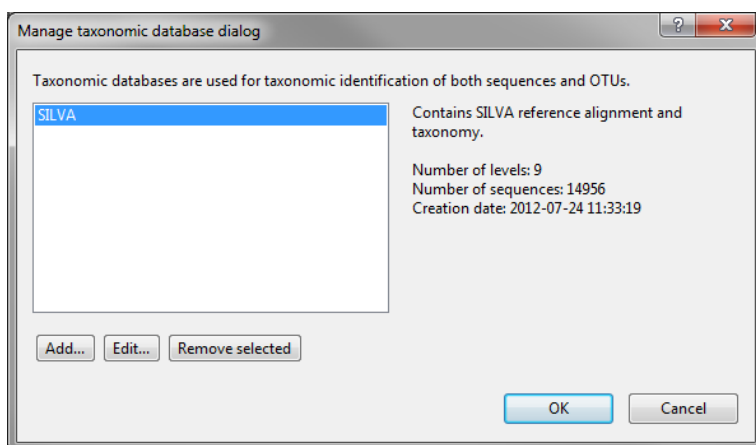 Manage taxonomic database dialog
?
Taxonomic databases are used for taxonomic identification of both sequences and OTUs.
SILVA
Contains SILVA reference alignment and
taxonomy.
Number of levels: 9
Number of sequences: 14956
Creation date: 2012-07-24 11:33:19
Add...
Edit...
Remove selected
OK
Cancel